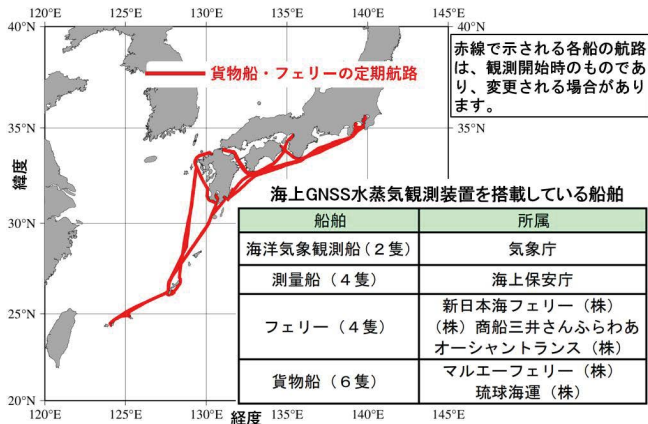 120°E 125°E 130°E 135°E 140°E 145°E
40°N
貨物船・フェリーの定期航路
赤線で示される各船の航路
は、観測開始時のものであ
り、変更される場合があり
ます。
40°N
35°N
35°N
緯度
30°N
25°N
20°N
海上GNSS水蒸気観測装置を搭載している船舶
船舶 所属
海洋気象観測船（２隻） 気象庁
測量船（４隻） 海上保安庁
フェリー（４隻）
新日本海フェリー（株）
（株）商船三井さんふらわあ
オーシャントランス（株）
貨物船（６隻）
マルエーフェリー（株）
琉球海運（株）
120°E 125°E 130°E 経度 135°E 140°E 145°E